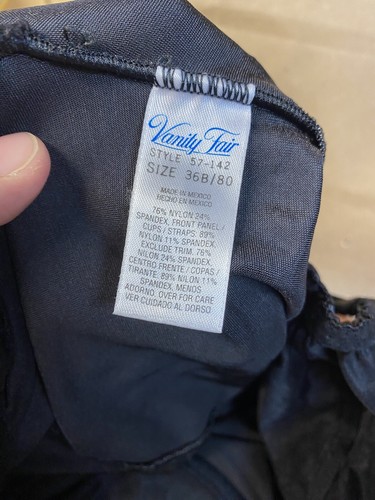 Vanity Fair
STYLE 57-142
SIZE 36B/80
MADE IN MEXICO
HECHO EN MEXICO
76% NYLON 24%
SPANDEX, FRONT PANEL /
CUPS / STRAPS: 89%
NYLON 11% SPANDEX
EXCLUDE TRIM. 76%
NILON 24% SPANDEX,
CENTRO FRENTE / COPAS /
TIRANTE: 89% NILON 11%
SPANDEX, MENOS
ADORNO. OVER FOR CARE
VER CUIDADO AL DORSO